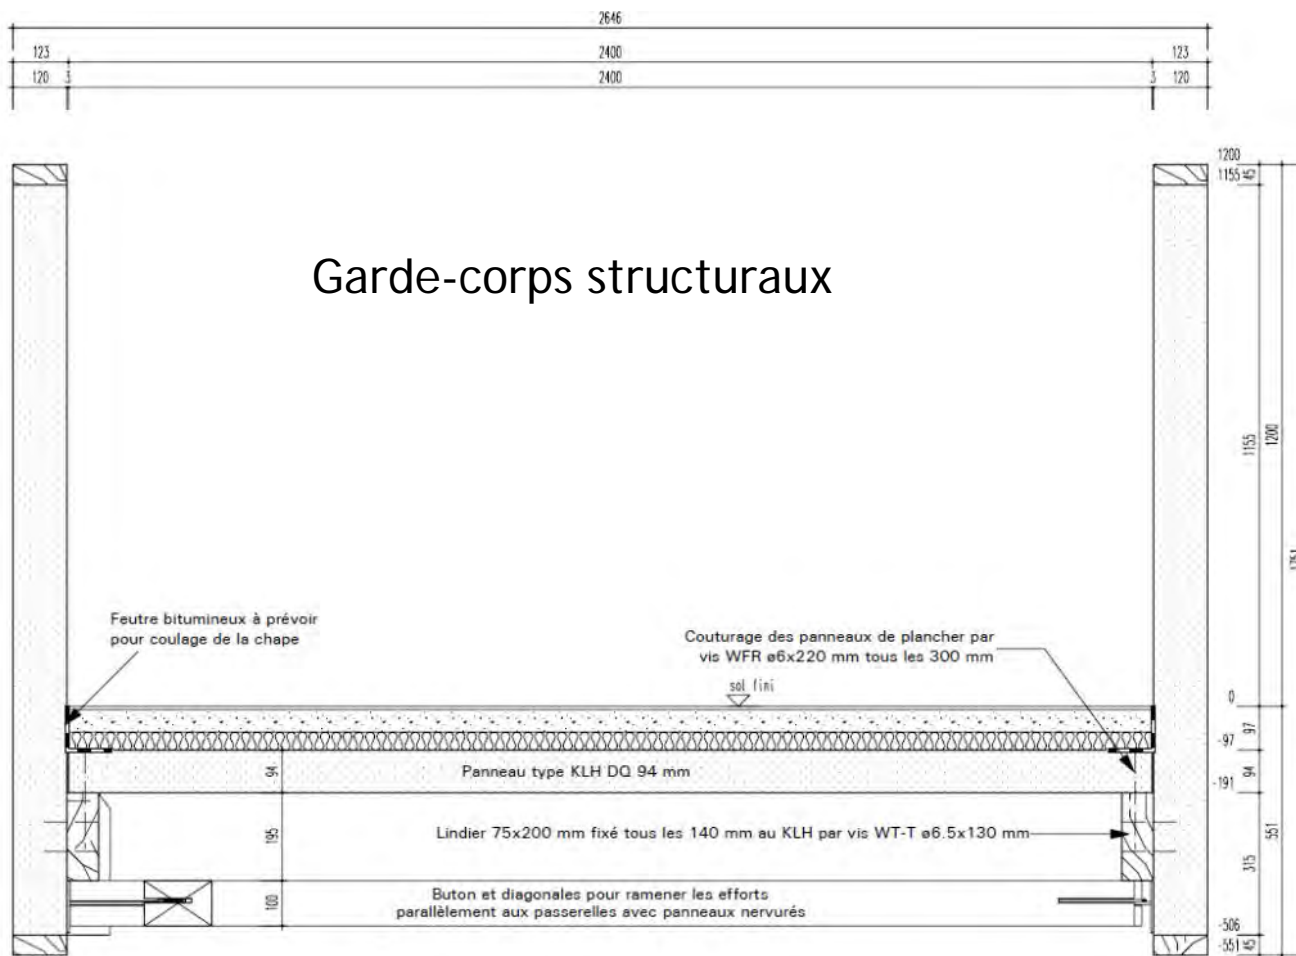 2646
123 2400 123
120 3 2400 3 120
1200
1155 45
Garde-corps structuraux
1155
1200
Feutre bitumineux à prévoir
pour coulage de la chape
Couturage des panneaux de plancher par
vis WFR ø6x220 mm tous les 300 mm
sol fini
0
97
-97
94
Panneau type KLH DQ 94 mm
94
-191
195
Lindier 75x200 mm fixé tous les 140 mm au KLH par vis WT-T ø6.5x130 mm
315
551
100
Buton et diagonales pour ramener les efforts
parallèlement aux passerelles avec panneaux nervurés
-506
-551 45